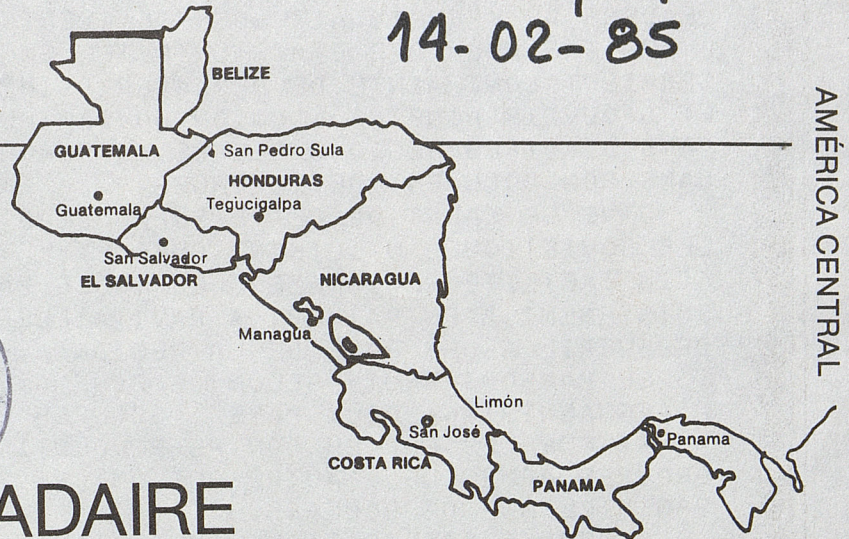 14-02-85
BELIZE
GUATEMALA
San Pedro Sula
HONDURAS
Guatemala
Tegucigalpa
San Salvador
EL SALVADOR
NICARAGUA
Managua
Limón
San José
Panama
COSTA RICA
PANAMA
AMÉRICA CENTRAL
ADAIRE